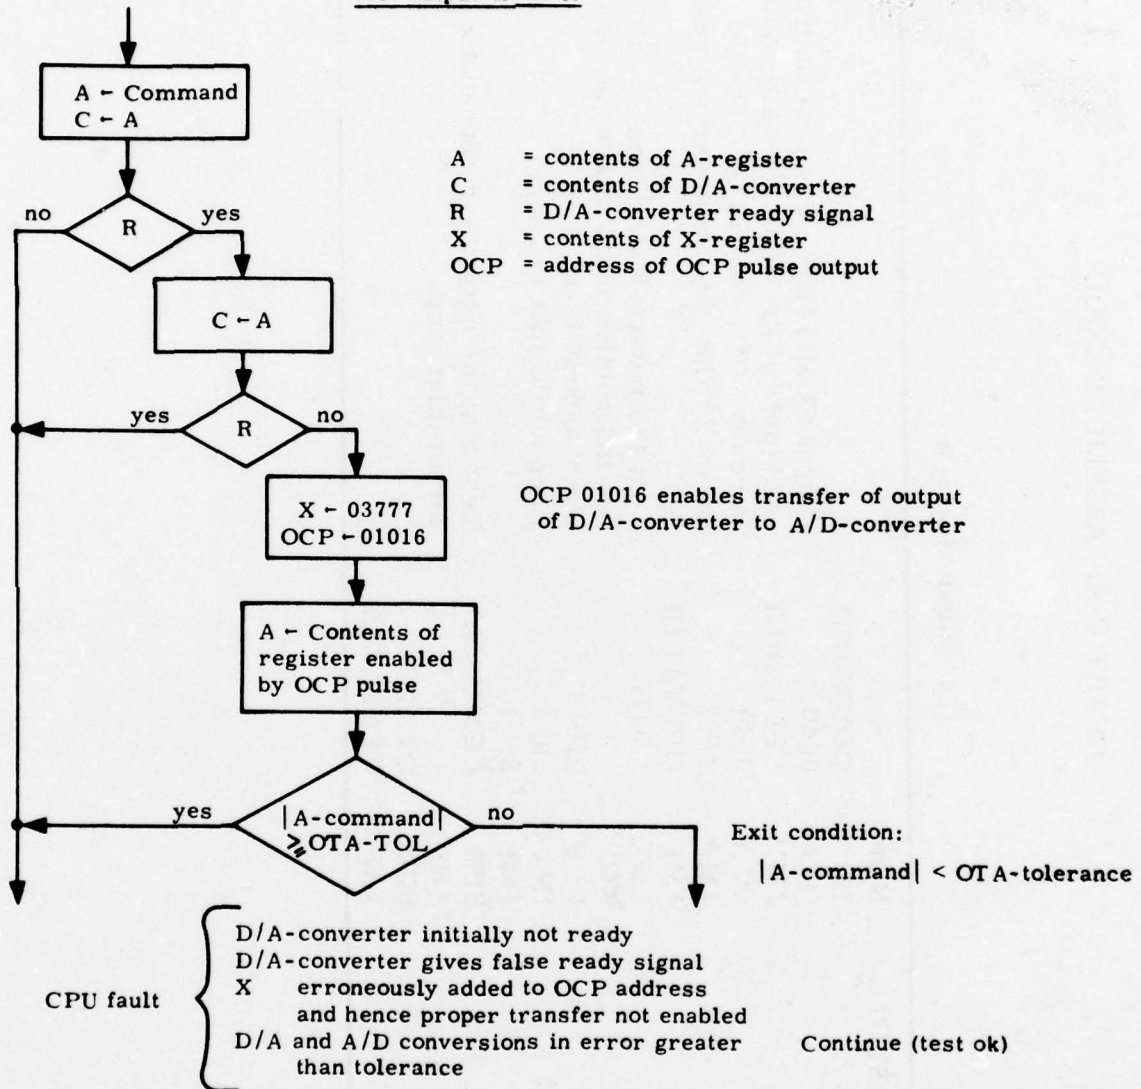 A ← Command
C ← A
A = contents of A-register
C = contents of D/A-converter
R = D/A-converter ready signal
X = contents of X-register
OCP = address of OCP pulse output
no
R
yes
C ← A
yes
R
no
X ← 03777
OCP ← 01016
OCP 01016 enables transfer of output
of D/A-converter to A/D-converter
A ← Contents of
register enabled
by OCP pulse
yes
|A-command|
⩾ OTA-TOL
no
Exit condition:
|A-command| < OTA-tolerance
CPU fault
D/A-converter initially not ready
D/A-converter gives false ready signal
X erroneously added to OCP address
and hence proper transfer not enabled
D/A and A/D conversions in error greater
than tolerance
Continue (test ok)